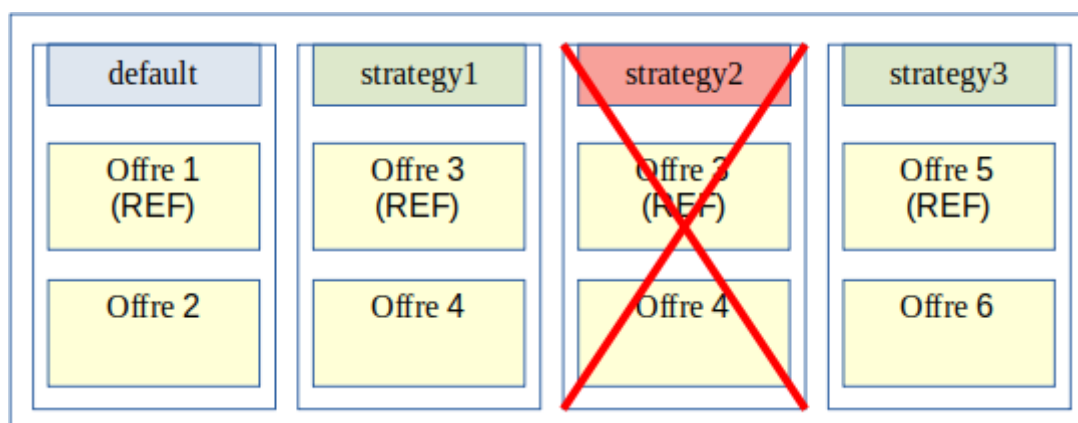 default
Offre 1
(REF)
Offre 2
strategy1
Offre 3
(REF)
Offre 4
strategy2
Offre 3
(REF)
Offre 4
strategy3
Offre 5
(REF)
Offre 6